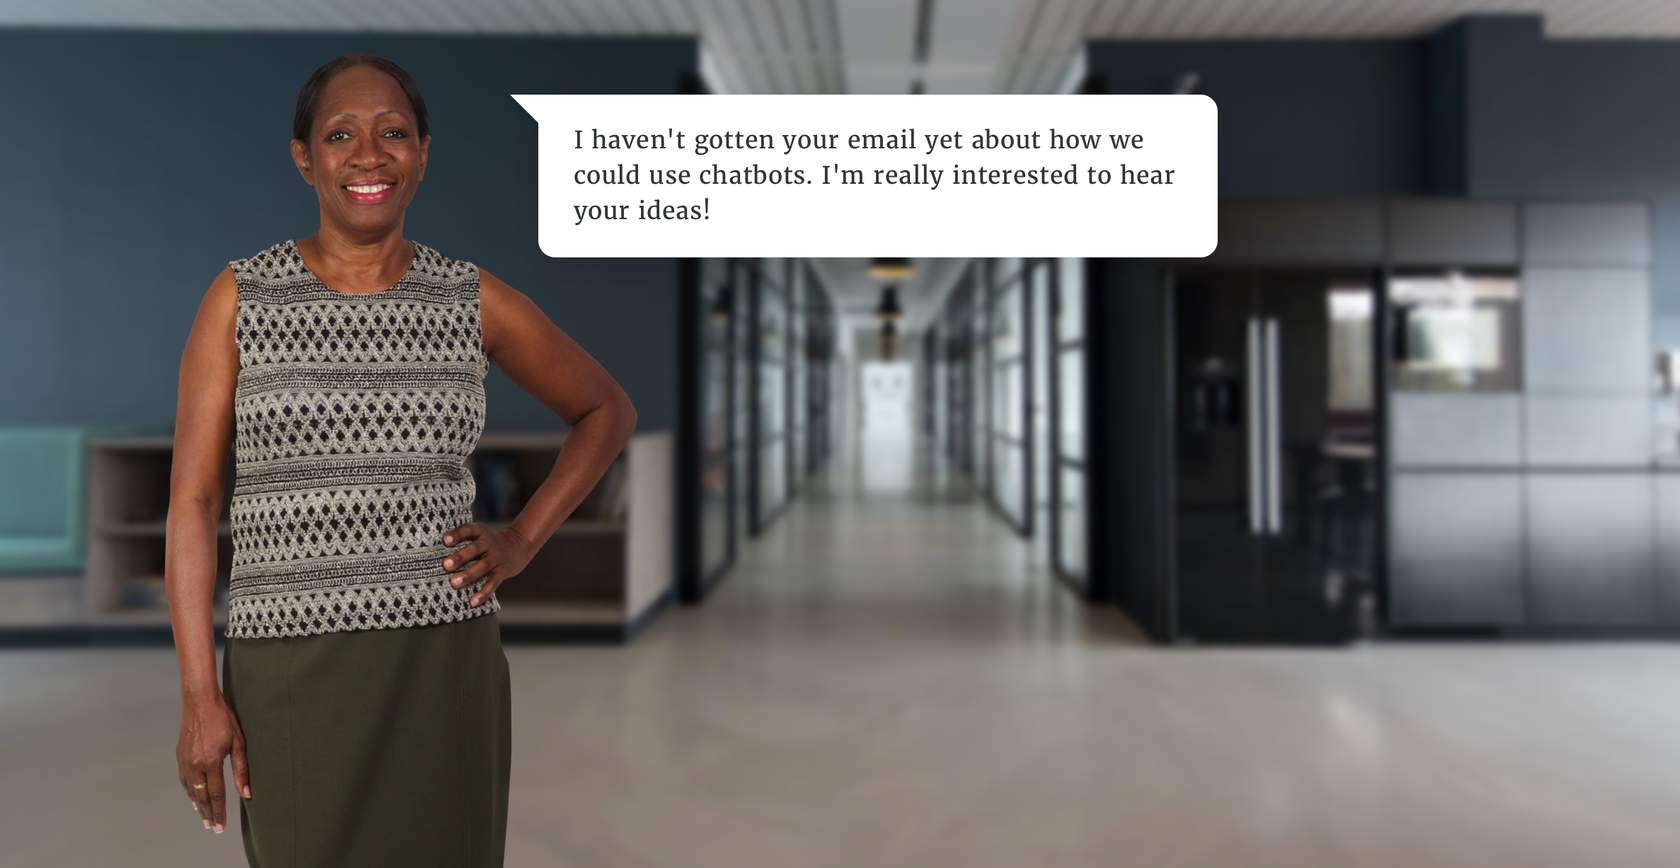 I haven't gotten your email yet about how we
could use chatbots. I'm really interested to hear
your ideas!